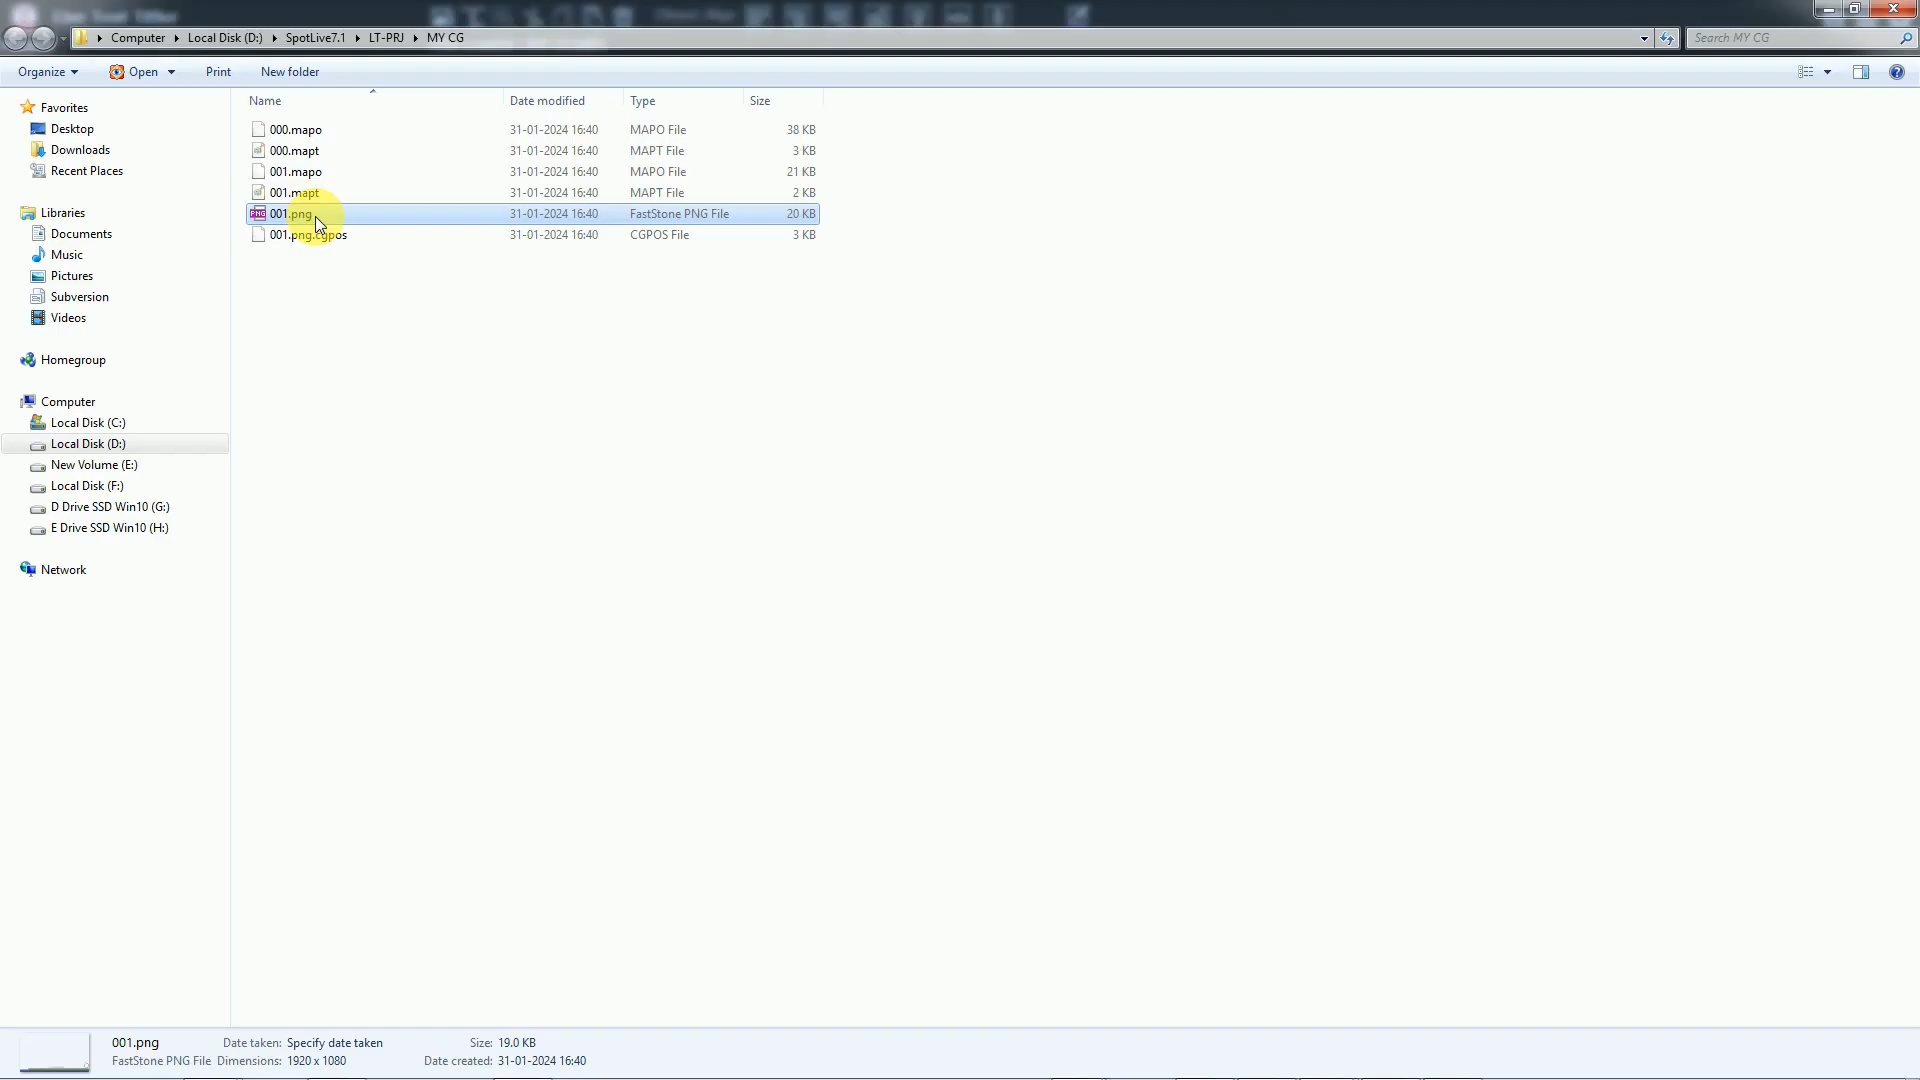 Computer Local Disk (D:) SpotLive7.1 LT-PRJ MY CG Search MY CG
Organize Open Print New folder
Name Date modified Type Size
Favorites
Desktop
Downloads
Recent Places
Libraries
Documents
Music
Pictures
Subversion
Videos
Homegroup
Computer
Local Disk (C:)
Local Disk (D:)
New Volume (E:)
Local Disk (F:)
D Drive SSD Win10 (G:)
E Drive SSD Win10 (H:)
Network
000.mapo 31-01-2024 16:40 MAPO File 38 KB
000.mapt 31-01-2024 16:40 MAPT File 3 KB
001.mapo 31-01-2024 16:40 MAPO File 21 KB
001.mapt 31-01-2024 16:40 MAPT File 2 KB
PNG 001.png 31-01-2024 16:40 FastStone PNG File 20 KB
001.png.cgpos 31-01-2024 16:40 CGPOS File 3 KB
001.png Date taken: Specify date taken Size: 19.0 KB
FastStone PNG File Dimensions: 1920 x 1080 Date created: 31-01-2024 16:40